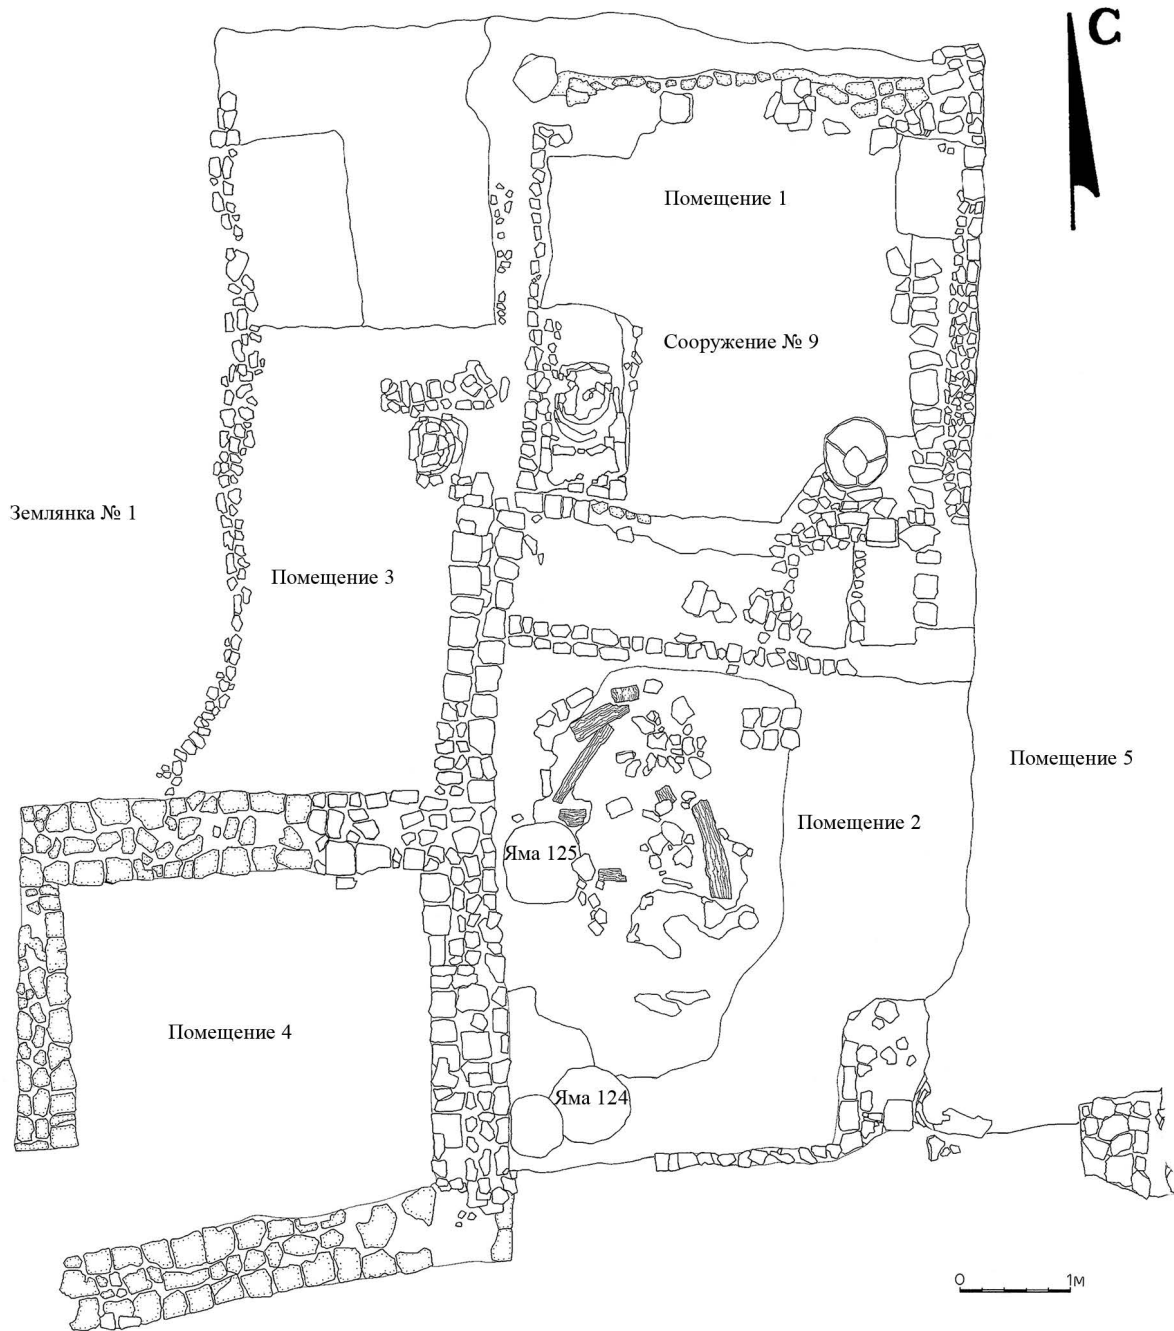 С
Помещение 1
Сооружение № 9
Землянка № 1
Помещение 3
Помещение 5
Помещение 2
Яма 125
Помещение 4
Яма 124
0 1м